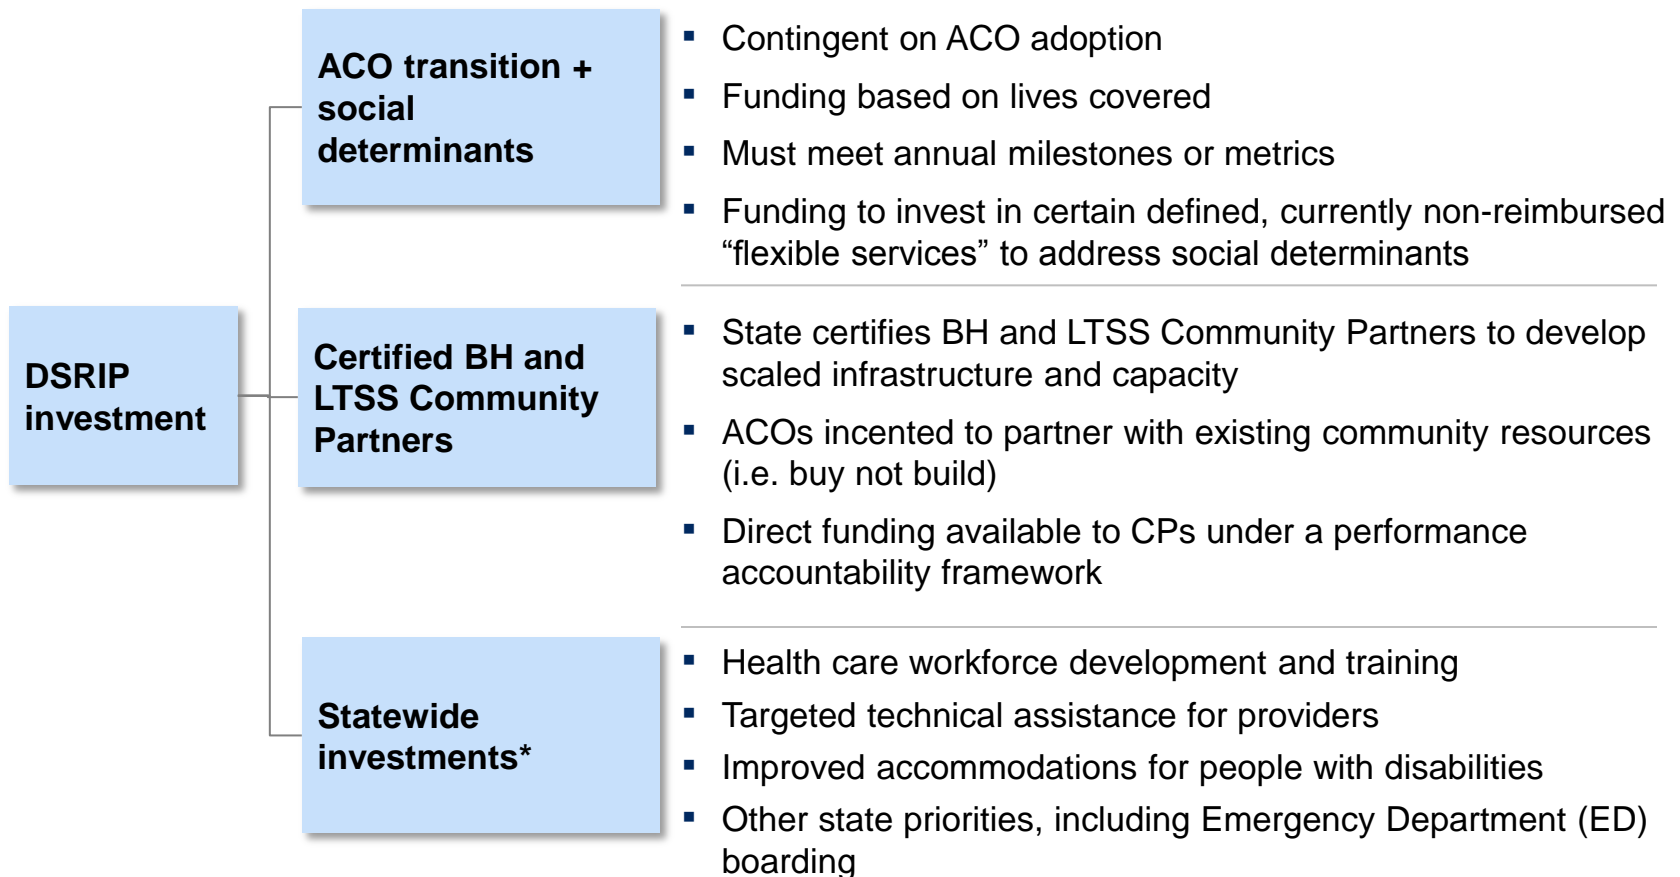 DSRIP
investment
ACO transition +
social
determinants
▪ Contingent on ACO adoption
▪ Funding based on lives covered
▪ Must meet annual milestones or metrics
▪ Funding to invest in certain defined, currently non-reimbursed
“flexible services” to address social determinants
Certified BH and
LTSS Community
Partners
▪ State certifies BH and LTSS Community Partners to develop
scaled infrastructure and capacity
▪ ACOs incented to partner with existing community resources
(i.e. buy not build)
▪ Direct funding available to CPs under a performance
accountability framework
Statewide
investments*
▪ Health care workforce development and training
▪ Targeted technical assistance for providers
▪ Improved accommodations for people with disabilities
▪ Other state priorities, including Emergency Department (ED)
boarding